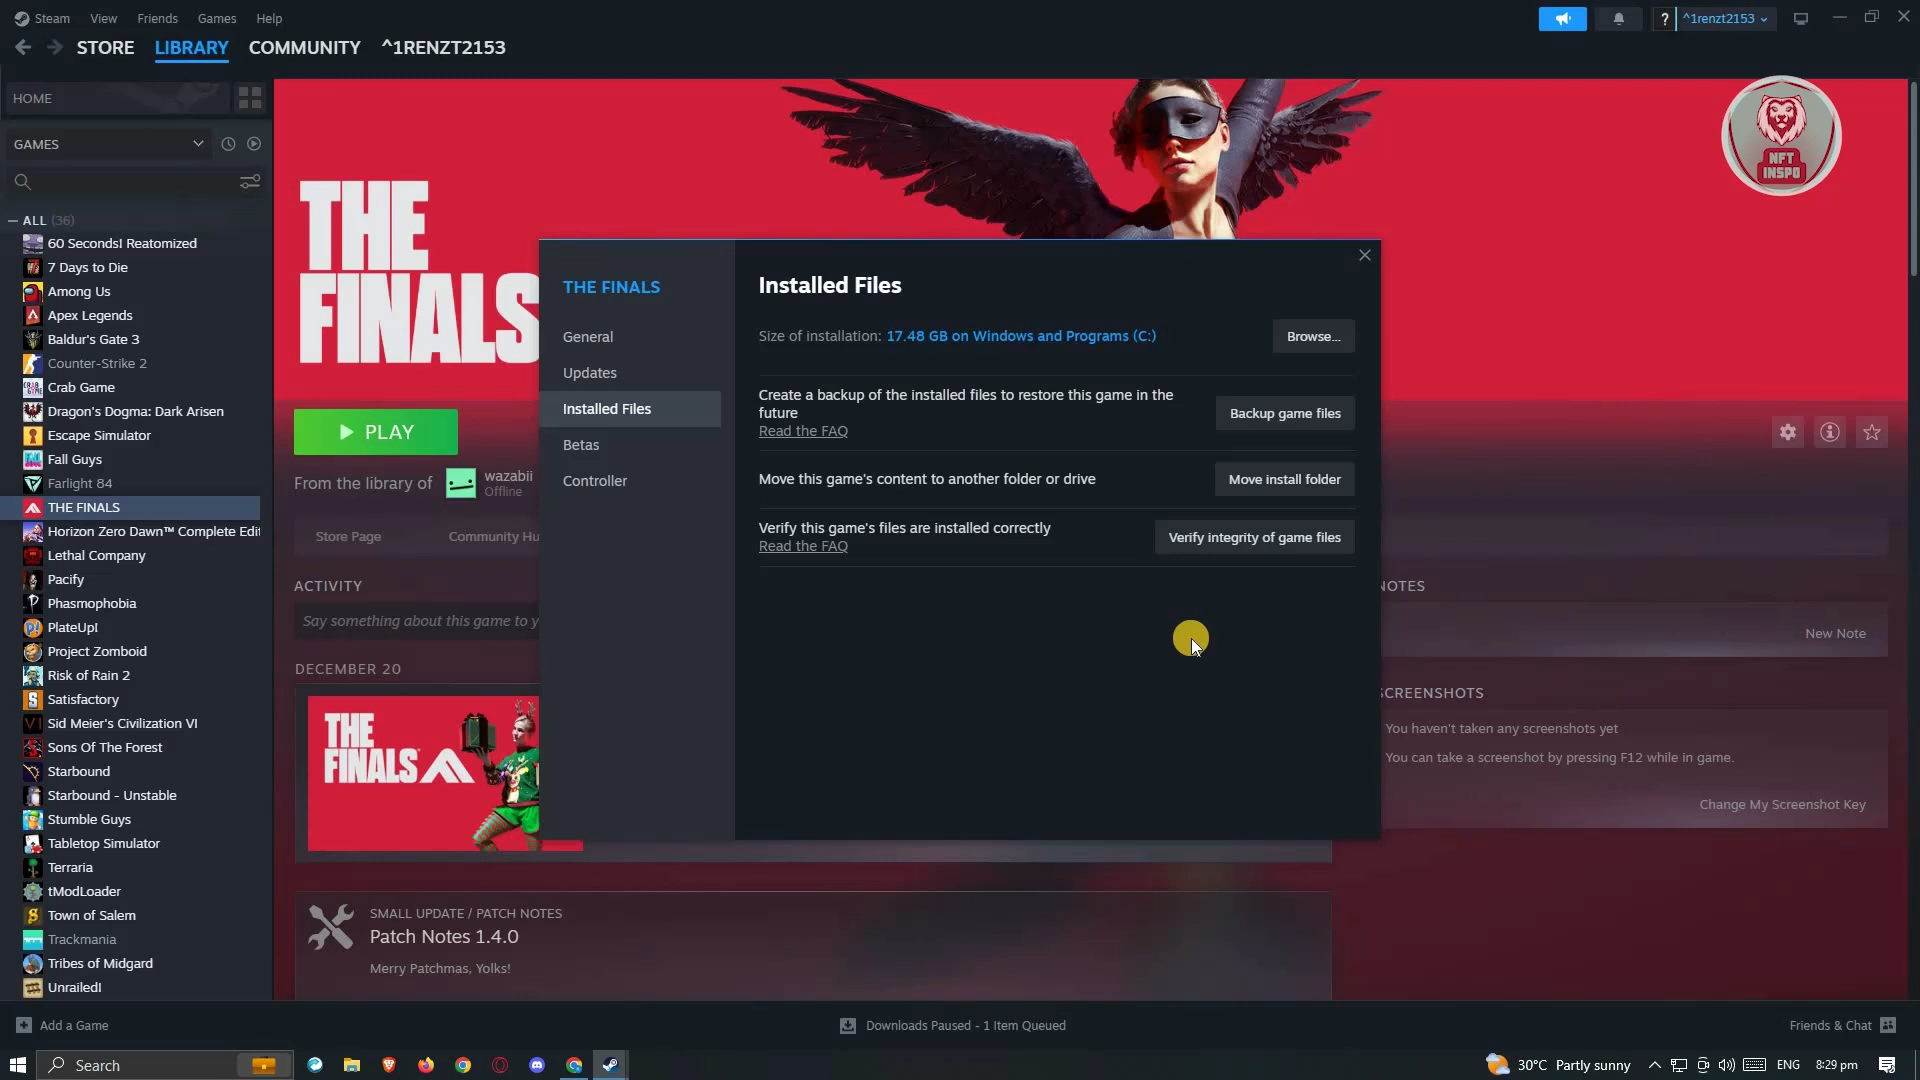 Steam View Friends Games Help
^1renzt2153
STORE LIBRARY COMMUNITY ^1RENZT2153
HOME
GAMES
ALL (36)
60 Seconds! Reatomized
7 Days to Die
Among Us
Apex Legends
Baldur's Gate 3
Counter-Strike 2
Crab Game
Dragon's Dogma: Dark Arisen
Escape Simulator
Fall Guys
Farlight 84
THE FINALS
Horizon Zero Dawn™ Complete Edit
Lethal Company
Pacify
Phasmophobia
PlateUp!
Project Zomboid
Risk of Rain 2
Satisfactory
Sid Meier's Civilization VI
Sons Of The Forest
Starbound
Starbound - Unstable
Stumble Guys
Tabletop Simulator
Terraria
tModLoader
Town of Salem
Trackmania
Tribes of Midgard
Unrailed!
THE
FINALS
NFT
INSPO
PLAY
From the library of wazabii
Offline
Store Page Community Hu
ACTIVITY
Say something about this game to y
DECEMBER 20
THE
FINALS
SMALL UPDATE / PATCH NOTES
Patch Notes 1.4.0
Merry Patchmas, Yolks!
THE FINALS
General
Updates
Installed Files
Betas
Controller
Installed Files
Size of installation: 17.48 GB on Windows and Programs (C:)
Browse...
Create a backup of the installed files to restore this game in the
future
Read the FAQ
Backup game files
Move this game's content to another folder or drive
Move install folder
Verify this game's files are installed correctly
Read the FAQ
Verify integrity of game files
NOTES
New Note
SCREENSHOTS
You haven't taken any screenshots yet
You can take a screenshot by pressing F12 while in game.
Change My Screenshot Key
Add a Game
Downloads Paused - 1 Item Queued
Friends & Chat
Search
30°C Partly sunny
ENG
8:29 pm